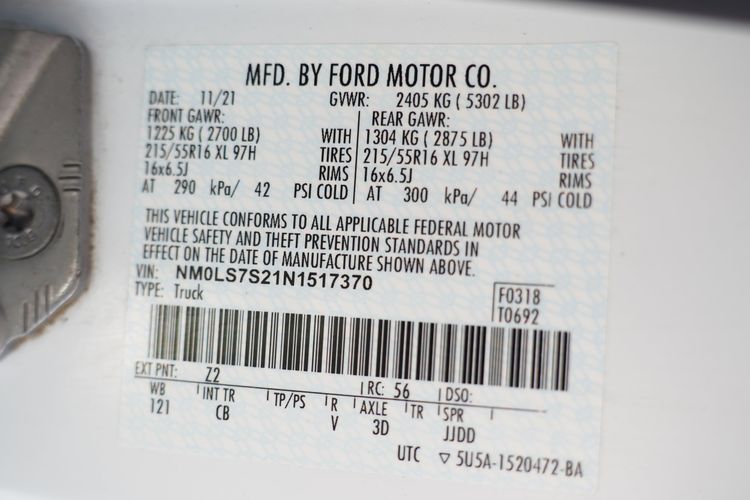 MFD. BY FORD MOTOR CO.
DATE: 11/21 GVWR: 2405 KG ( 5302 LB)
FRONT GAWR: REAR GAWR:
1225 KG ( 2700 LB) WITH 1304 KG ( 2875 LB) WITH
215/55R16 XL 97H TIRES 215/55R16 XL 97H TIRES
16x6.5J RIMS 16x6.5J RIMS
AT 290 kPa/ 42 PSI COLD AT 300 kPa/ 44 PSI COLD
THIS VEHICLE CONFORMS TO ALL APPLICABLE FEDERAL MOTOR
VEHICLE SAFETY AND THEFT PREVENTION STANDARDS IN
EFFECT ON THE DATE OF MANUFACTURE SHOWN ABOVE.
VIN: NM0LS7S21N1517370
TYPE: Truck F0318
T0692
EXT PNT: Z2 RC: 56 DSO:
WB INT TR TP/PS R AXLE TR SPR
121 CB V 3D JJDD
UTC ▽ 5U5A-1520472-BA